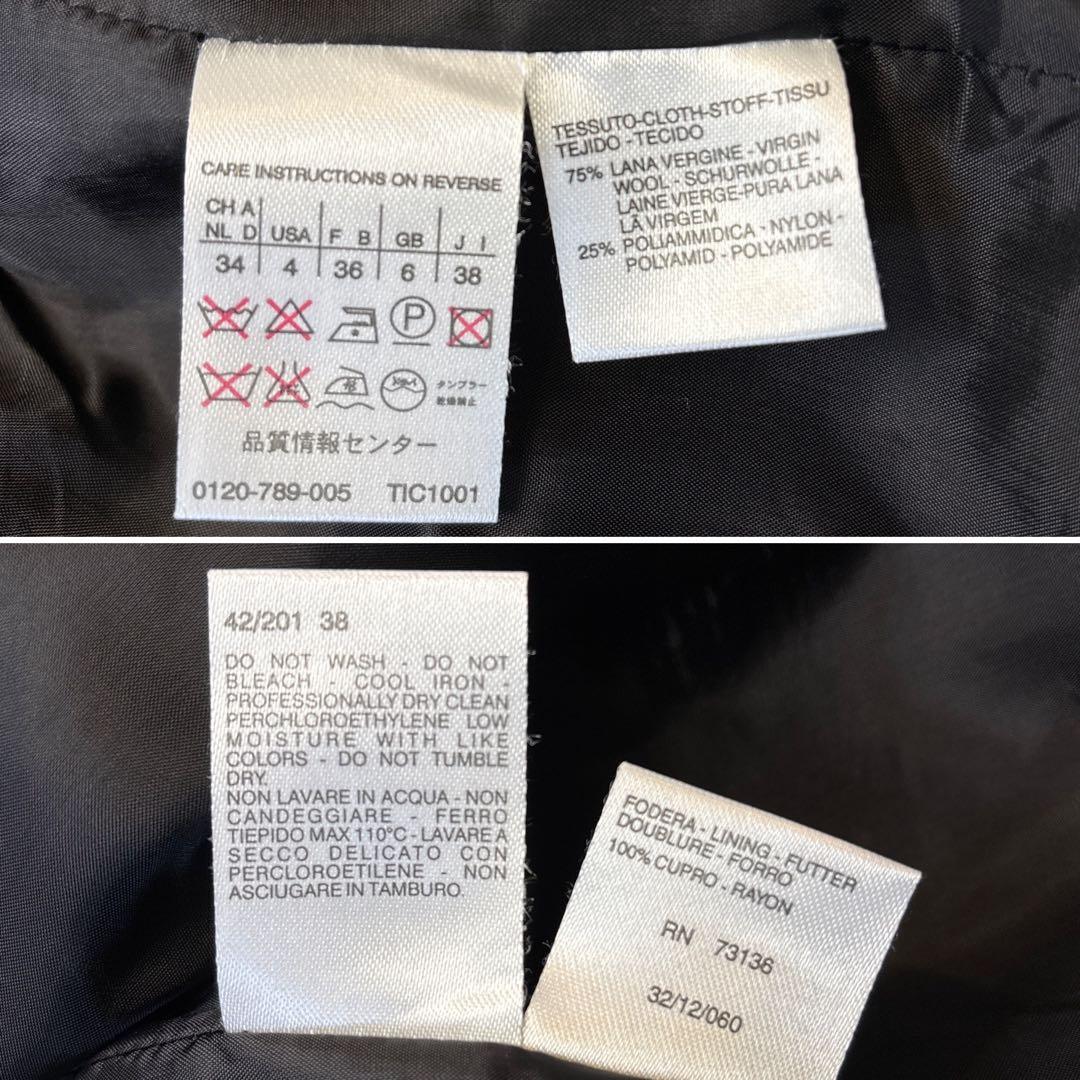 CARE INSTRUCTIONS ON REVERSE
CH A
NL D USA F B GB J I
34 4 36 6 38
P
品質情報センター
タンブラー
乾燥禁止
0120-789-005 TIC1001
TESSUTO-CLOTH-STOFF-TISSU
TEJIDO - TECIDO
75% LANA VERGINE - VIRGIN
WOOL - SCHURWOLLE -
LAINE VIERGE-PURA LANA
LÃ VIRGEM
25% POLIAMMIDICA - NYLON -
POLYAMID - POLYAMIDE
42/201 38
DO NOT WASH - DO NOT
BLEACH - COOL IRON -
PROFESSIONALLY DRY CLEAN
PERCHLOROETHYLENE LOW
MOISTURE WITH LIKE
COLORS - DO NOT TUMBLE
DRY.
NON LAVARE IN ACQUA - NON
CANDEGGIARE - FERRO
TIEPIDO MAX 110°C - LAVARE A
SECCO DELICATO CON
PERCLOROETILENE - NON
ASCIUGARE IN TAMBURO.
FODERA - LINING - FUTTER
DOUBLURE - FORRO
100% CUPRO - RAYON
RN 73136
32/12/060